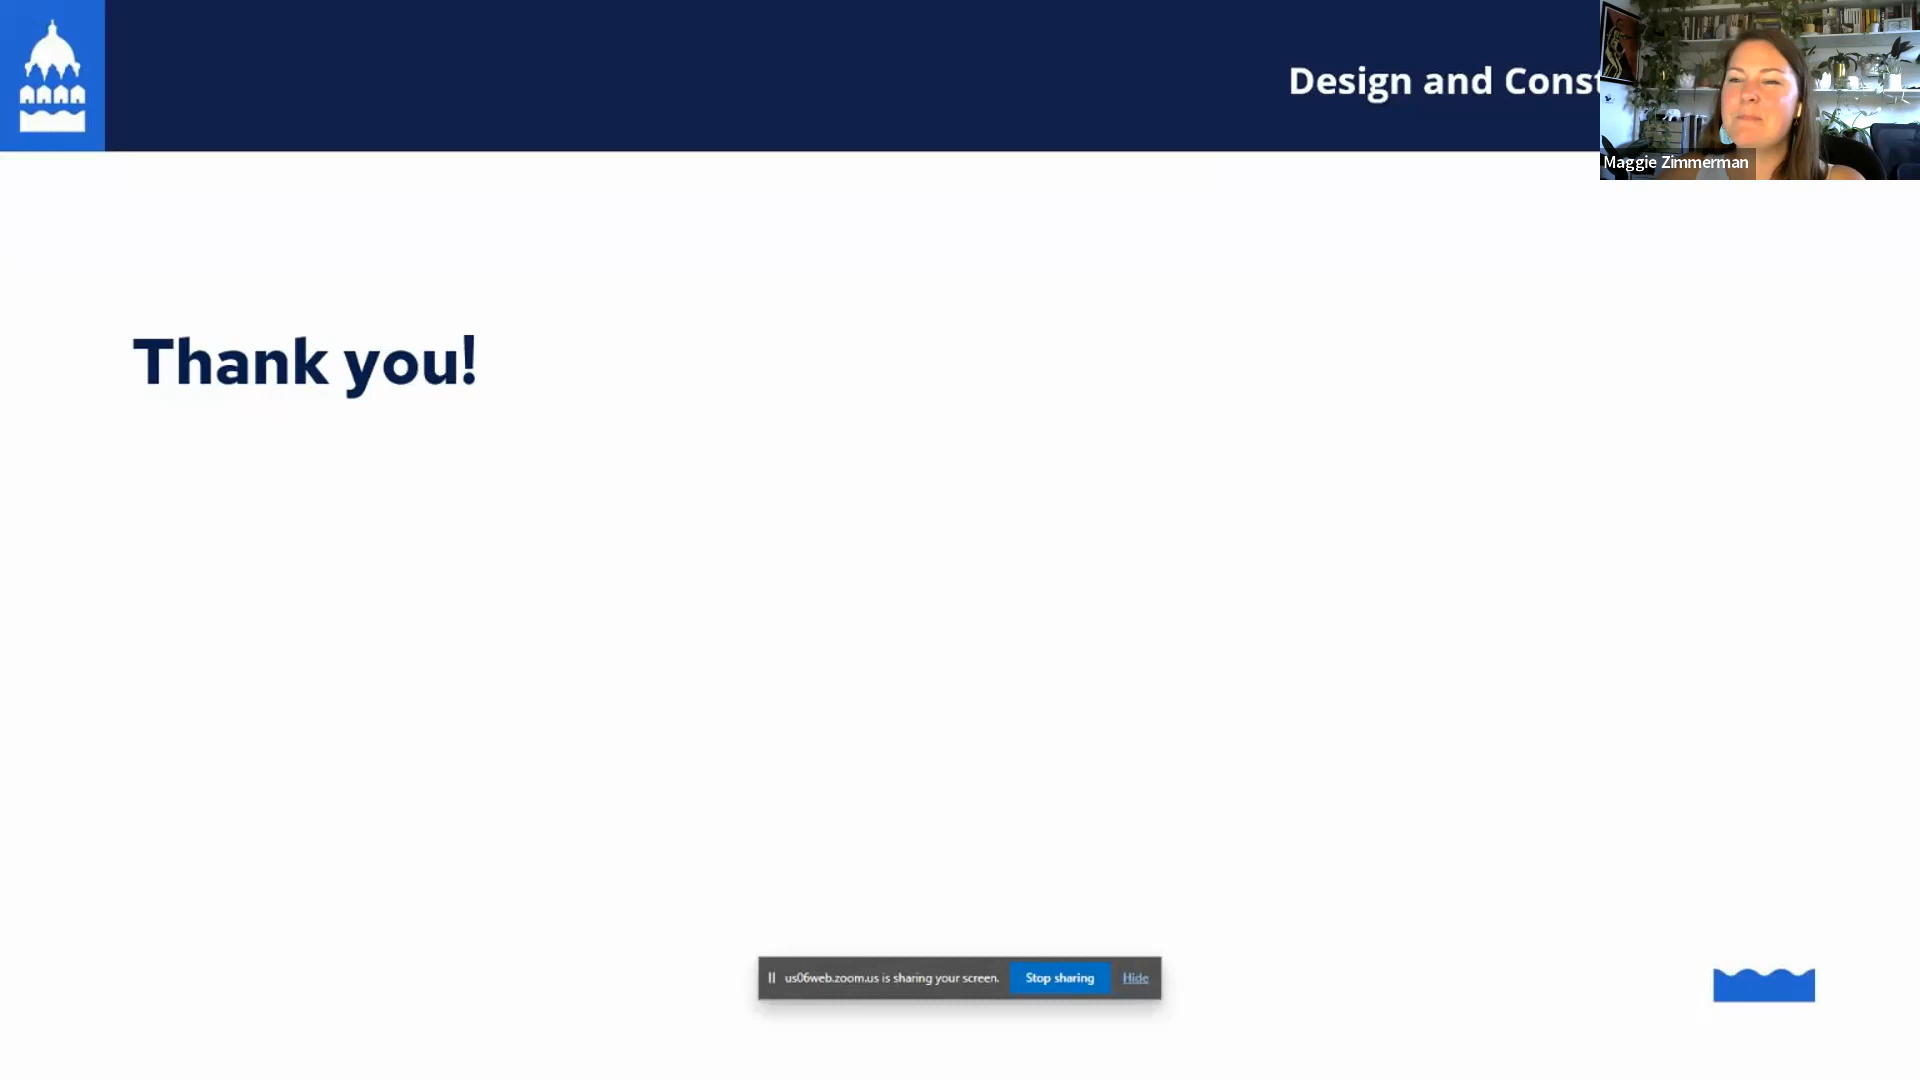 Design and Const
Maggie Zimmerman
Thank you!
us06web.zoom.us is sharing your screen.
Stop sharing
Hide